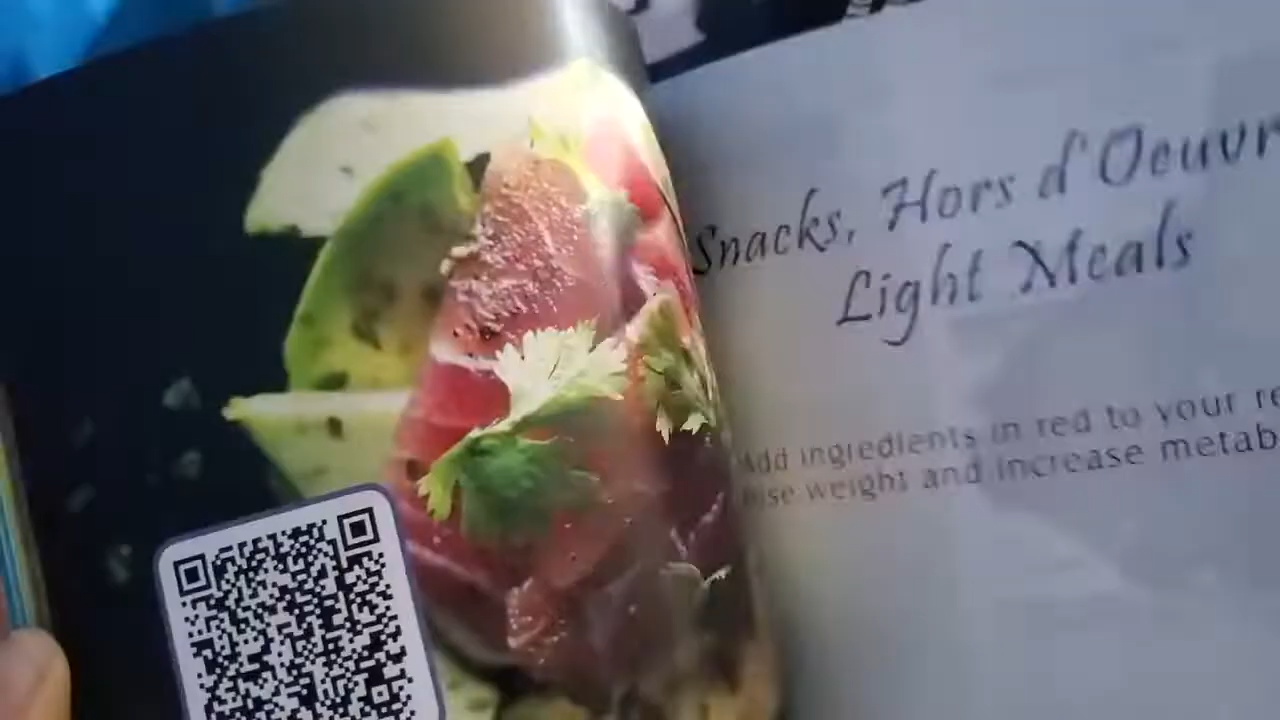 Snacks, Hors d'Oeuvr
Light Meals
Add ingredients in red to your re
lose weight and increase metab